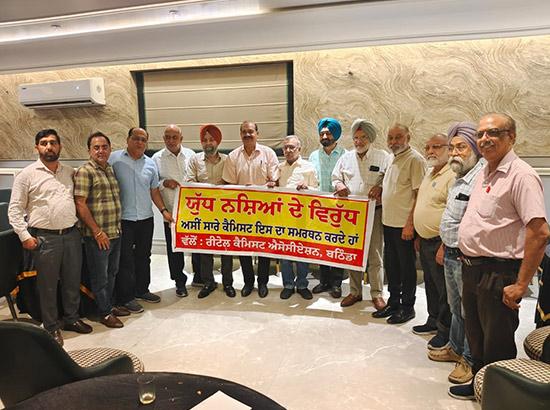 ਯੁੱਧ ਨਸ਼ਿਆਂ ਦੇ ਵਿਰੁੱਧ
ਅਸੀਂ ਸਾਰੇ ਕੈਮਿਸਟ ਇਸ ਦਾ ਸਮਰਥਨ ਕਰਦੇ ਹਾਂ
ਵੱਲੋਂ : ਰੀਟੇਲ ਕੈਮਿਸਟ ਐਸੋਸੀਏਸ਼ਨ, ਬਠਿੰਡਾ